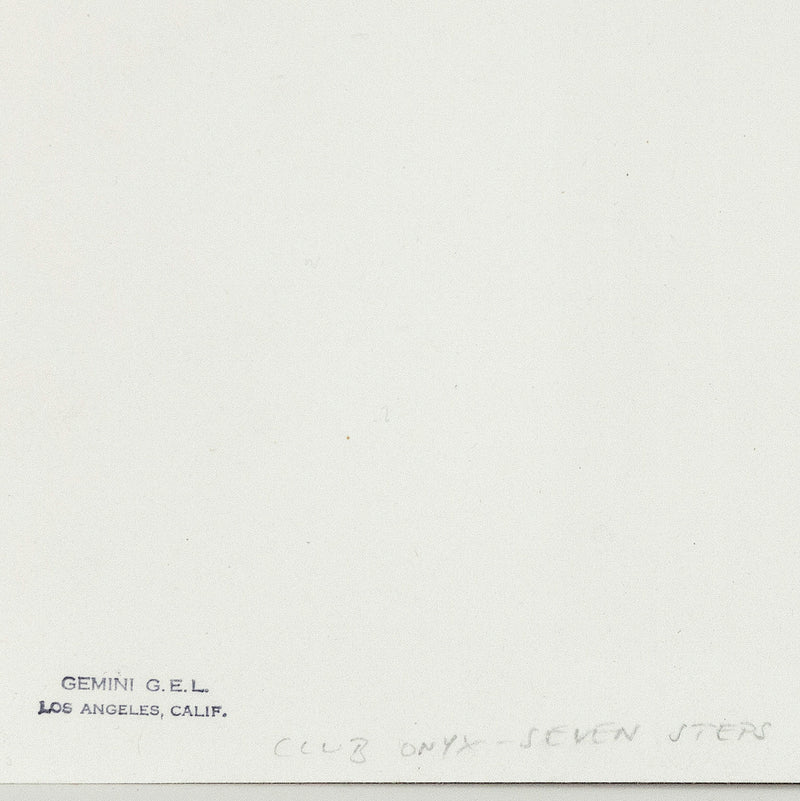 GEMINI G.E.L.
LOS ANGELES, CALIF.
CLUB ONYX - SEVEN STEPS